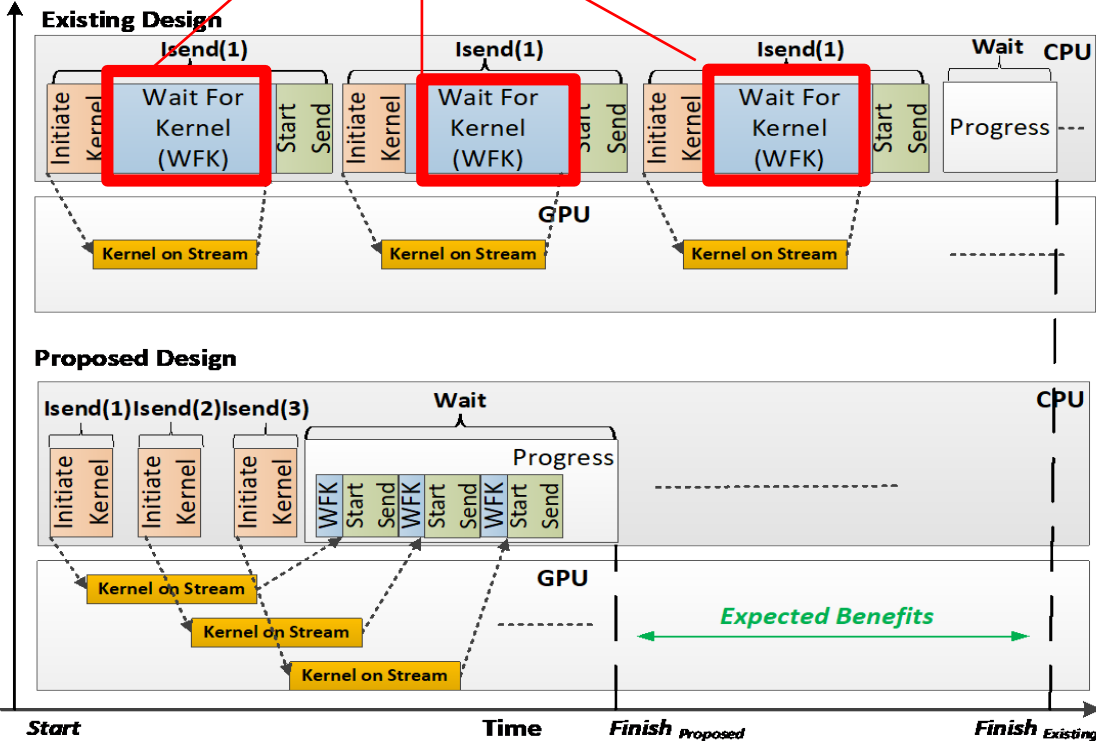 Existing Design
Isend(1)
Isend(1)
Isend(1)
Wait
CPU
Initiate
Kernel
Wait For
Kernel
(WFK)
Start
Send
Initiate
Kernel
Wait For
Kernel
(WFK)
Start
Send
Initiate
Kernel
Wait For
Kernel
(WFK)
Start
Send
Progress
GPU
Kernel on Stream
Kernel on Stream
Kernel on Stream
Proposed Design
CPU
Isend(1)
Isend(2)
Isend(3)
Wait
Initiate
Kernel
Initiate
Kernel
Initiate
Kernel
Progress
WFK
Start
Send
WFK
Start
Send
WFK
Start
Send
GPU
Kernel on Stream
Kernel on Stream
Kernel on Stream
Expected Benefits
Start
Time
Finish Proposed
Finish Existing